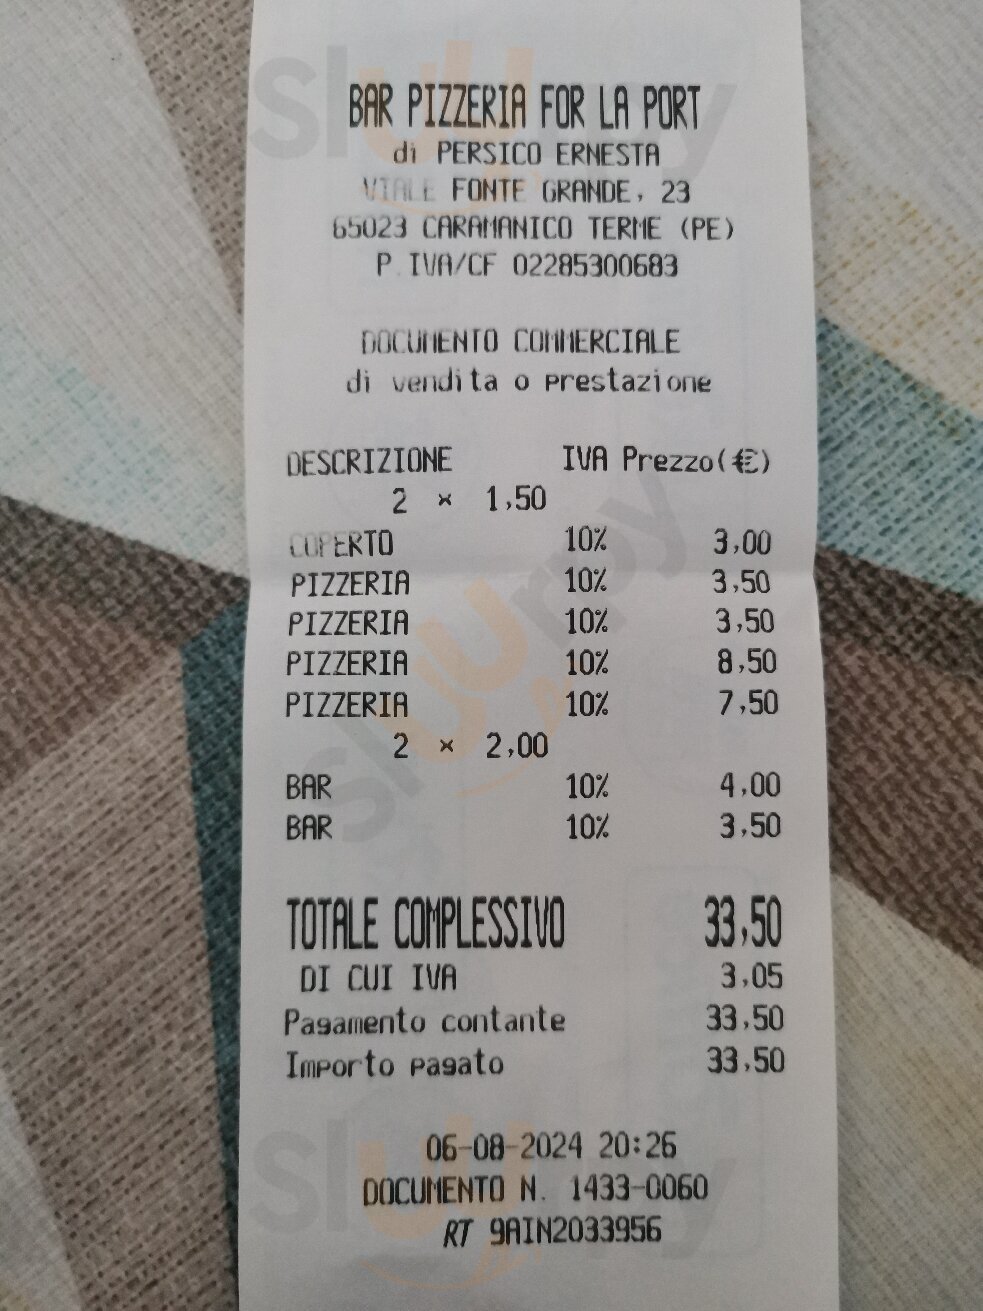 BAR PIZZERIA FOR LA PORT
di PERSICO ERNESTA
VIALE FONTE GRANDE, 23
65023 CARAMANICO TERME (PE)
P.IVA/CF 02285300683
DOCUMENTO COMMERCIALE
di vendita o prestazione
DESCRIZIONE IVA Prezzo(€)
2 × 1,50
COPERTO 10% 3,00
PIZZERIA 10% 3,50
PIZZERIA 10% 3,50
PIZZERIA 10% 8,50
PIZZERIA 10% 7,50
2 × 2,00
BAR 10% 4,00
BAR 10% 3,50
TOTALE COMPLESSIVO 33,50
DI CUI IVA 3,05
Pagamento contante 33,50
Importo pagato 33,50
06-08-2024 20:26
DOCUMENTO N. 1433-0060
RT 9AIN2033956
Sluurpy
Sluurpy
Sluurpy